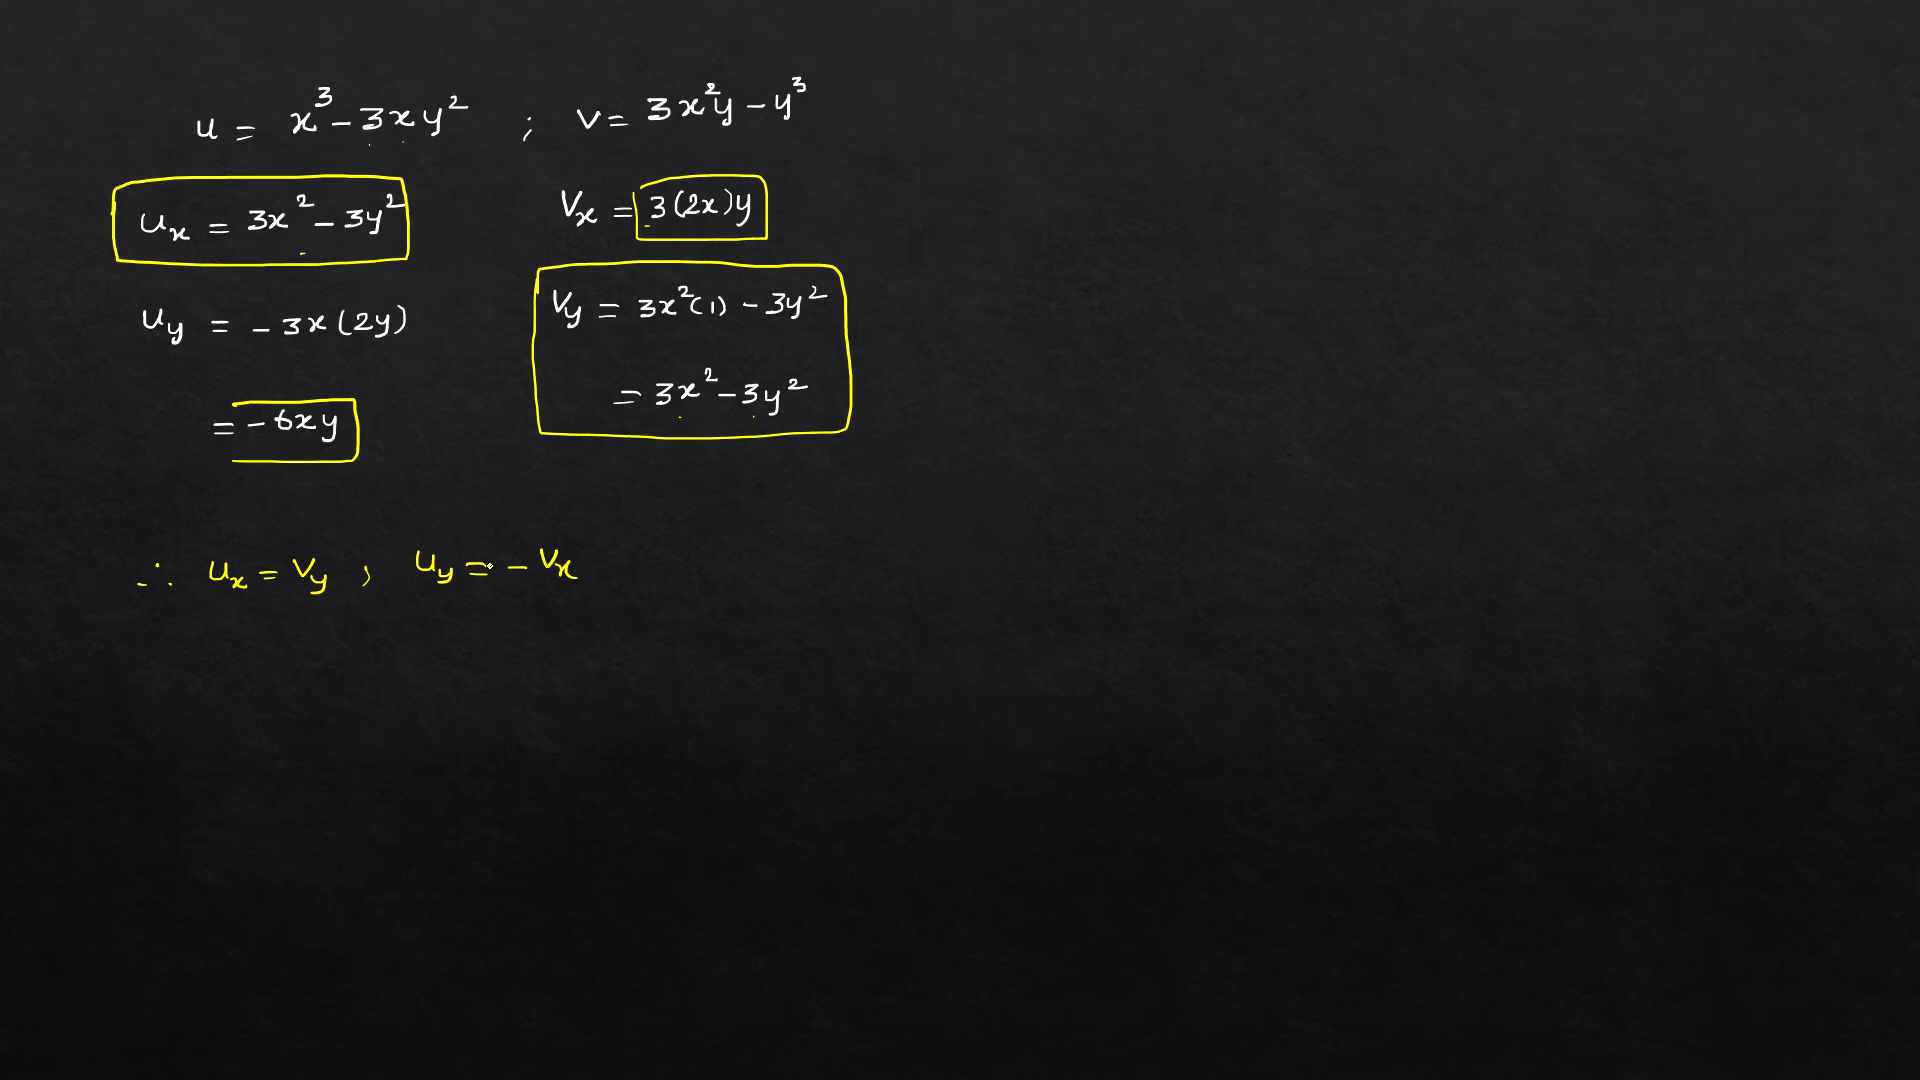 u = x³ - 3xy² ; v = 3x²y - y³
uₓ = 3x² - 3y²
Vₓ = 3(2x)y
u_y = -3x(2y)
V_y = 3x²(1) - 3y²
= 3x² - 3y²
= -6xy
∴ uₓ = V_y , u_y = -Vₓ